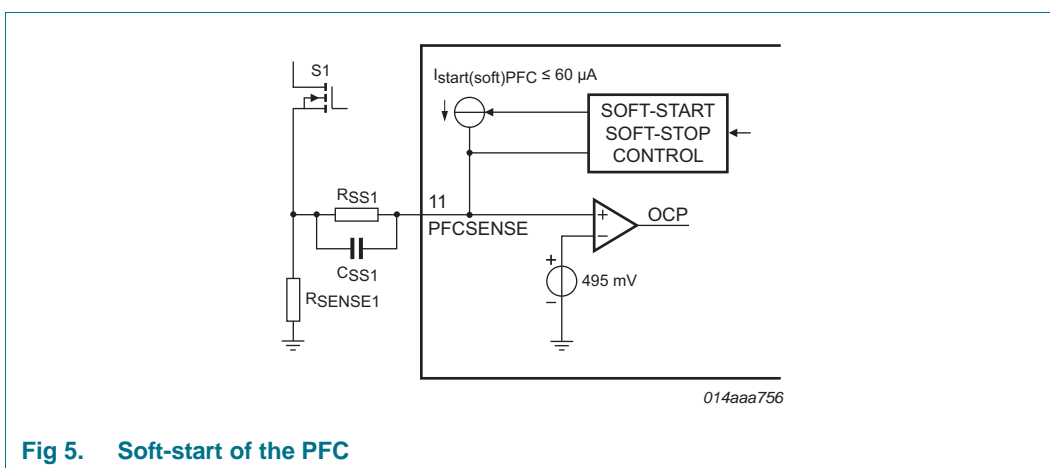 S1
Istart(soft)PFC ≤ 60 μA
SOFT-START
SOFT-STOP
CONTROL
RSS1
11
PFCSENSE
OCP
CSS1
+
−
+
495 mV
−
RSENSE1
014aaa756
Fig 5. Soft-start of the PFC